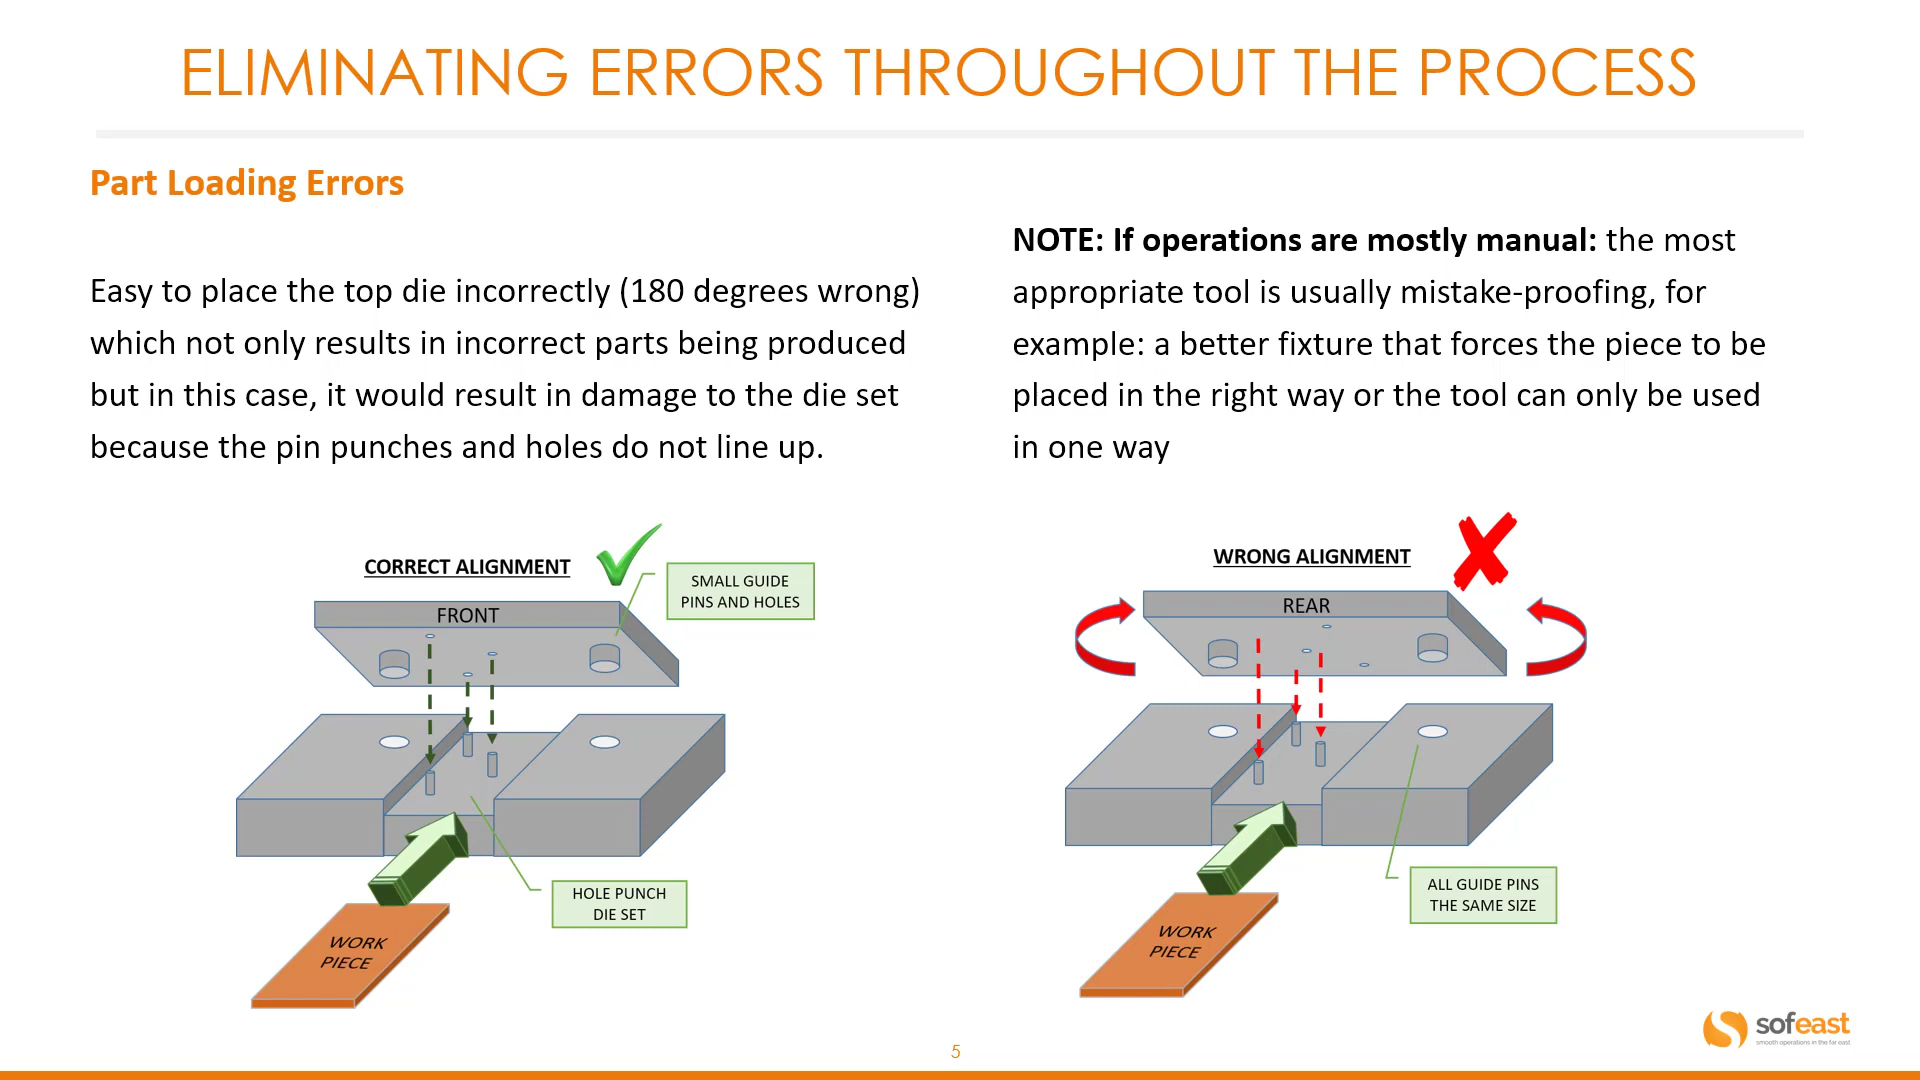 ELIMINATING ERRORS THROUGHOUT THE PROCESS
Part Loading Errors
Easy to place the top die incorrectly (180 degrees wrong)
which not only results in incorrect parts being produced
but in this case, it would result in damage to the die set
because the pin punches and holes do not line up.
NOTE: If operations are mostly manual: the most
appropriate tool is usually mistake-proofing, for
example: a better fixture that forces the piece to be
placed in the right way or the tool can only be used
in one way
CORRECT ALIGNMENT
SMALL GUIDE
PINS AND HOLES
FRONT
HOLE PUNCH
DIE SET
WORK
PIECE
WRONG ALIGNMENT
REAR
ALL GUIDE PINS
THE SAME SIZE
WORK
PIECE
sofeast
smooth operations in the far east
5